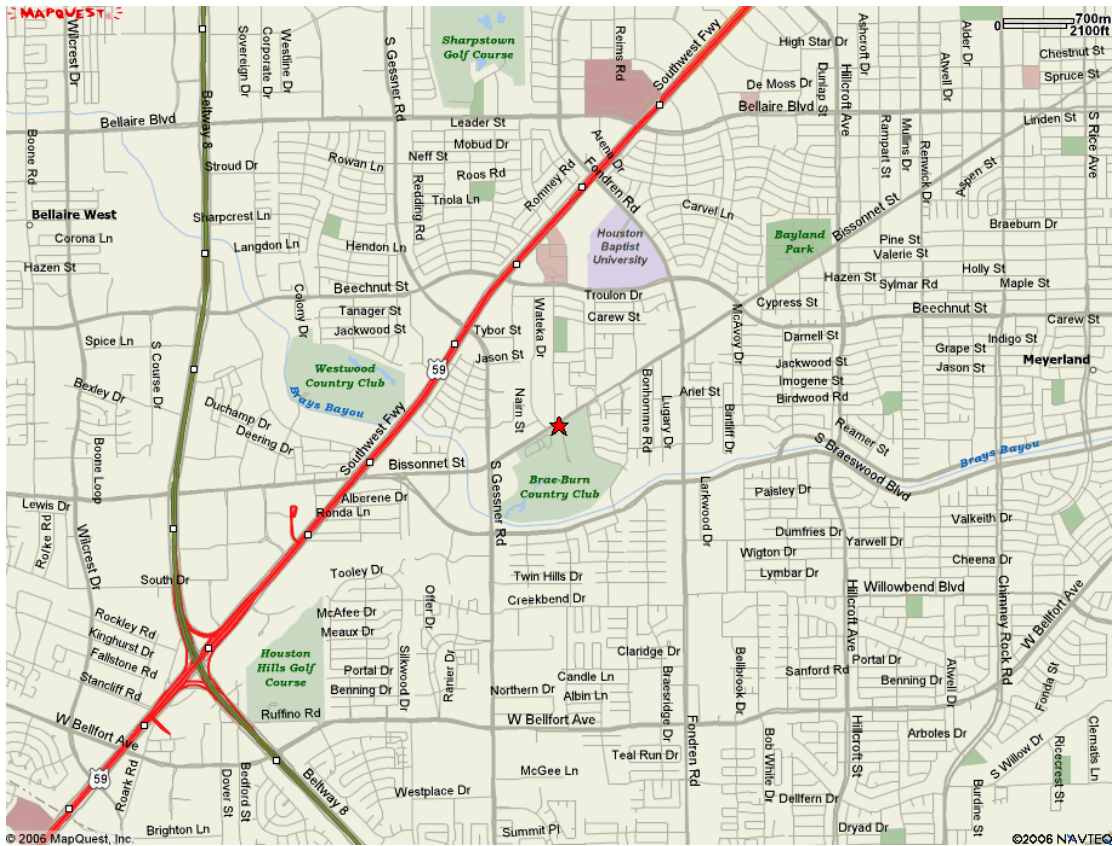 MAPQUEST
700m
2100ft
0
Wilcrest Dr
Beltway 8
Sovereign Dr
Corporate Dr
Westline Dr
S Gessner Rd
Sharpstown
Golf Course
Reims Rd
Southwest Fwy
High Star Dr
Ashcroft Dr
Alder Dr
Atwell Dr
Chestnut St
Spruce St
De Moss Dr
Dunlap St
Hillcroft Ave
Bellaire Blvd
Bellaire Blvd
Leader St
Linden St
S Rice Ave
Boone Rd
Mobud Dr
Arena Dr
Rampart St
Mullins Dr
Renwick Dr
Stroud Dr
Rowan Ln
Neff St
Roos Rd
Romney Rd
Fondren Rd
Aspen St
Redding Rd
Triola Ln
Carvel Ln
Bissonnet St
Bellaire West
Sharpcrest Ln
Corona Ln
Langdon Ln
Hendon Ln
Houston
Baptist
University
Bayland
Park
Braeburn Dr
Pine St
Valerie St
Hazen St
Beechnut St
Hazen St
Holly St
Sylmar Rd
Maple St
Colony Dr
Tanager St
Jackwood St
Troulon Dr
Carew St
Cypress St
Beechnut St
Carew St
Wateka Dr
McAvoy Dr
Spice Ln
S Course Dr
Tybor St
Jason St
Darnell St
Indigo St
Grape St
Meyerland
Westwood
Country Club
59
Jackwood St
Jason St
Imogene St
Birdwood Rd
Bexley Dr
Brays Bayou
Nairn St
Bonhomme Rd
Ariel St
Lugary Dr
Bintliff Dr
Duchamp Dr
Deering Dr
Southwest Fwy
Reamer St
S Braeswood Blvd
Brays Bayou
Boone Loop
Bissonnet St
Brae-Burn
Country Club
S Gessner Rd
Larkwood Dr
Paisley Dr
Lewis Dr
Alberene Dr
Ronda Ln
Rofke Rd
Wilcrest Dr
Dumfries Dr
Yarwell Dr
Valkeith Dr
Wigton Dr
Cheena Dr
South Dr
Tooley Dr
Twin Hills Dr
Lymbar Dr
Willowbend Blvd
Creekbend Dr
Offer Dr
Hillcroft Ave
Chimney Rock Rd
W Bellfort Ave
Rockley Rd
Kinghurst Dr
Fallstone Rd
Stancliff Rd
McAfee Dr
Meaux Dr
Houston
Hills Golf
Course
Portal Dr
Benning Dr
Silkwood Dr
Ranier Dr
Claridge Dr
Candle Ln
Albin Ln
Northern Dr
Braesridge Dr
Bellbrook Dr
Sanford Rd
Portal Dr
Benning Dr
Atwell Dr
Fonda St
Ruffino Rd
W Bellfort Ave
W Bellfort Ave
Fondren Rd
Arboles Dr
Clematis Ln
Teal Run Dr
McGee Ln
Bob White Dr
Hillcroft St
S Willow Dr
Ricecrest St
59
Roark Rd
Dover St
Bedford St
Beltway 8
Westplace Dr
Dellfern Dr
Burdine St
Brighton Ln
Summit Pl
Dryad Dr
© 2006 MapQuest, Inc.
©2006 NAVTEQ